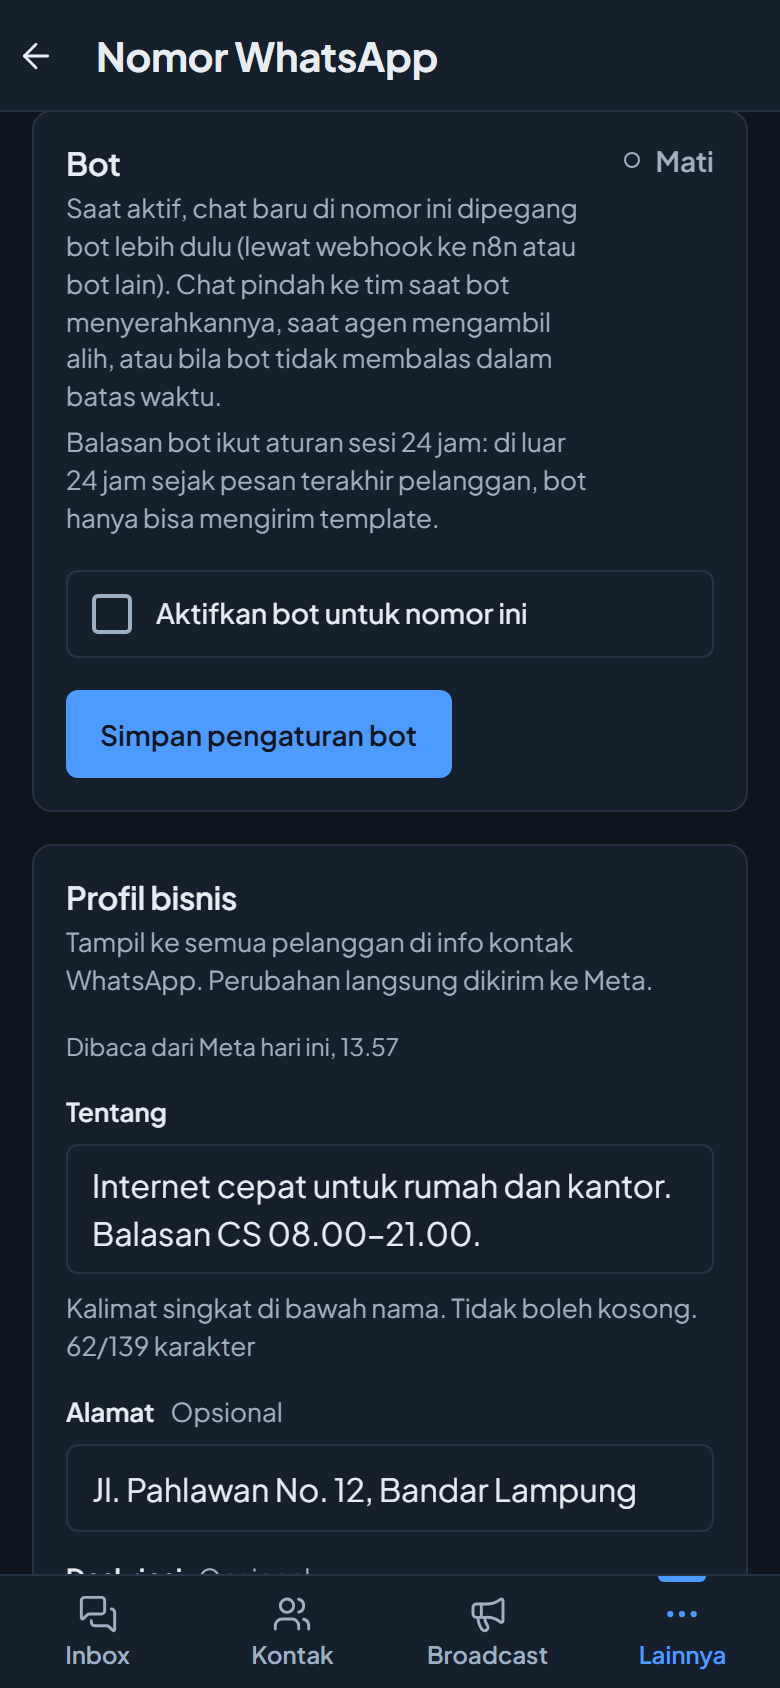 Nomor WhatsApp
Bot
Mati
Saat aktif, chat baru di nomor ini dipegang
bot lebih dulu (lewat webhook ke n8n atau
bot lain). Chat pindah ke tim saat bot
menyerahkannya, saat agen mengambil
alih, atau bila bot tidak membalas dalam
batas waktu.
Balasan bot ikut aturan sesi 24 jam: di luar
24 jam sejak pesan terakhir pelanggan, bot
hanya bisa mengirim template.
Aktifkan bot untuk nomor ini
Simpan pengaturan bot
Profil bisnis
Tampil ke semua pelanggan di info kontak
WhatsApp. Perubahan langsung dikirim ke Meta.
Dibaca dari Meta hari ini, 13.57
Tentang
Internet cepat untuk rumah dan kantor.
Balasan CS 08.00–21.00.
Kalimat singkat di bawah nama. Tidak boleh kosong.
62/139 karakter
Alamat Opsional
Jl. Pahlawan No. 12, Bandar Lampung
Inbox
Kontak
Broadcast
Lainnya